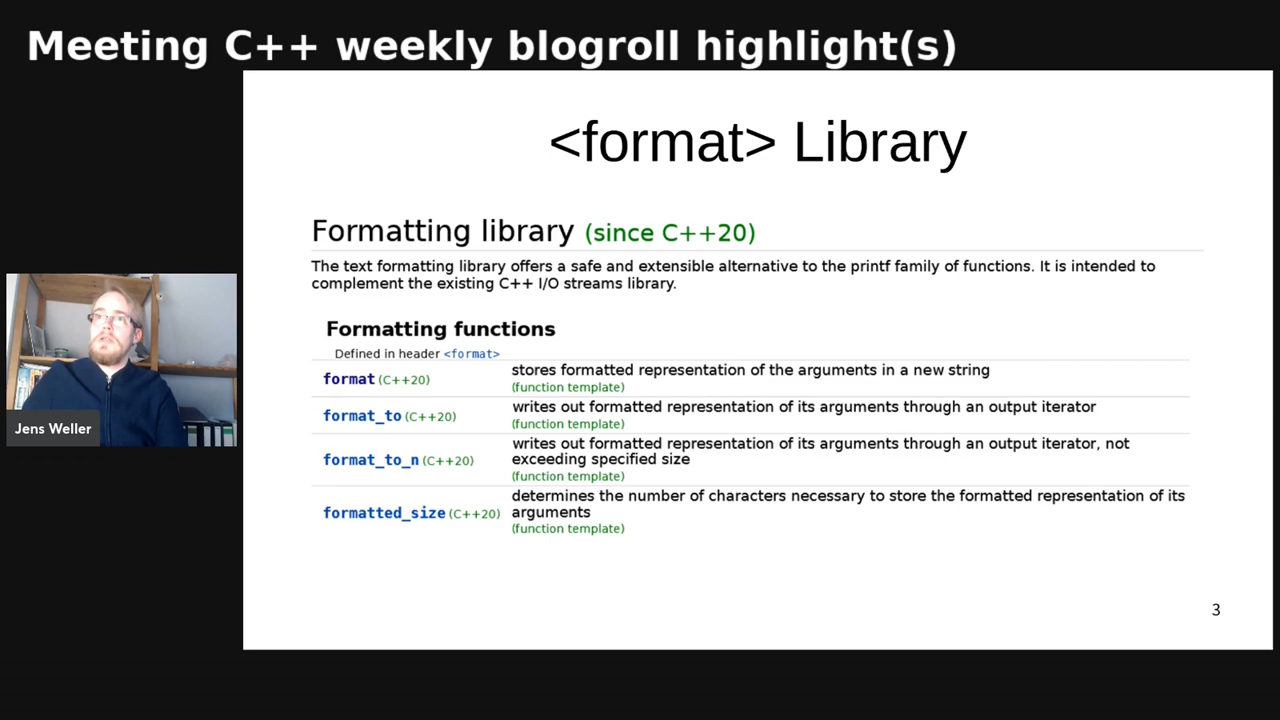 Meeting C++ weekly blogroll highlight(s)
<format> Library
Formatting library (since C++20)
The text formatting library offers a safe and extensible alternative to the printf family of functions. It is intended to
complement the existing C++ I/O streams library.
Formatting functions
Defined in header <format>
format (C++20)
stores formatted representation of the arguments in a new string
(function template)
format_to (C++20)
writes out formatted representation of its arguments through an output iterator
(function template)
format_to_n (C++20)
writes out formatted representation of its arguments through an output iterator, not
exceeding specified size
(function template)
formatted_size (C++20)
determines the number of characters necessary to store the formatted representation of its
arguments
(function template)
Jens Weller
3